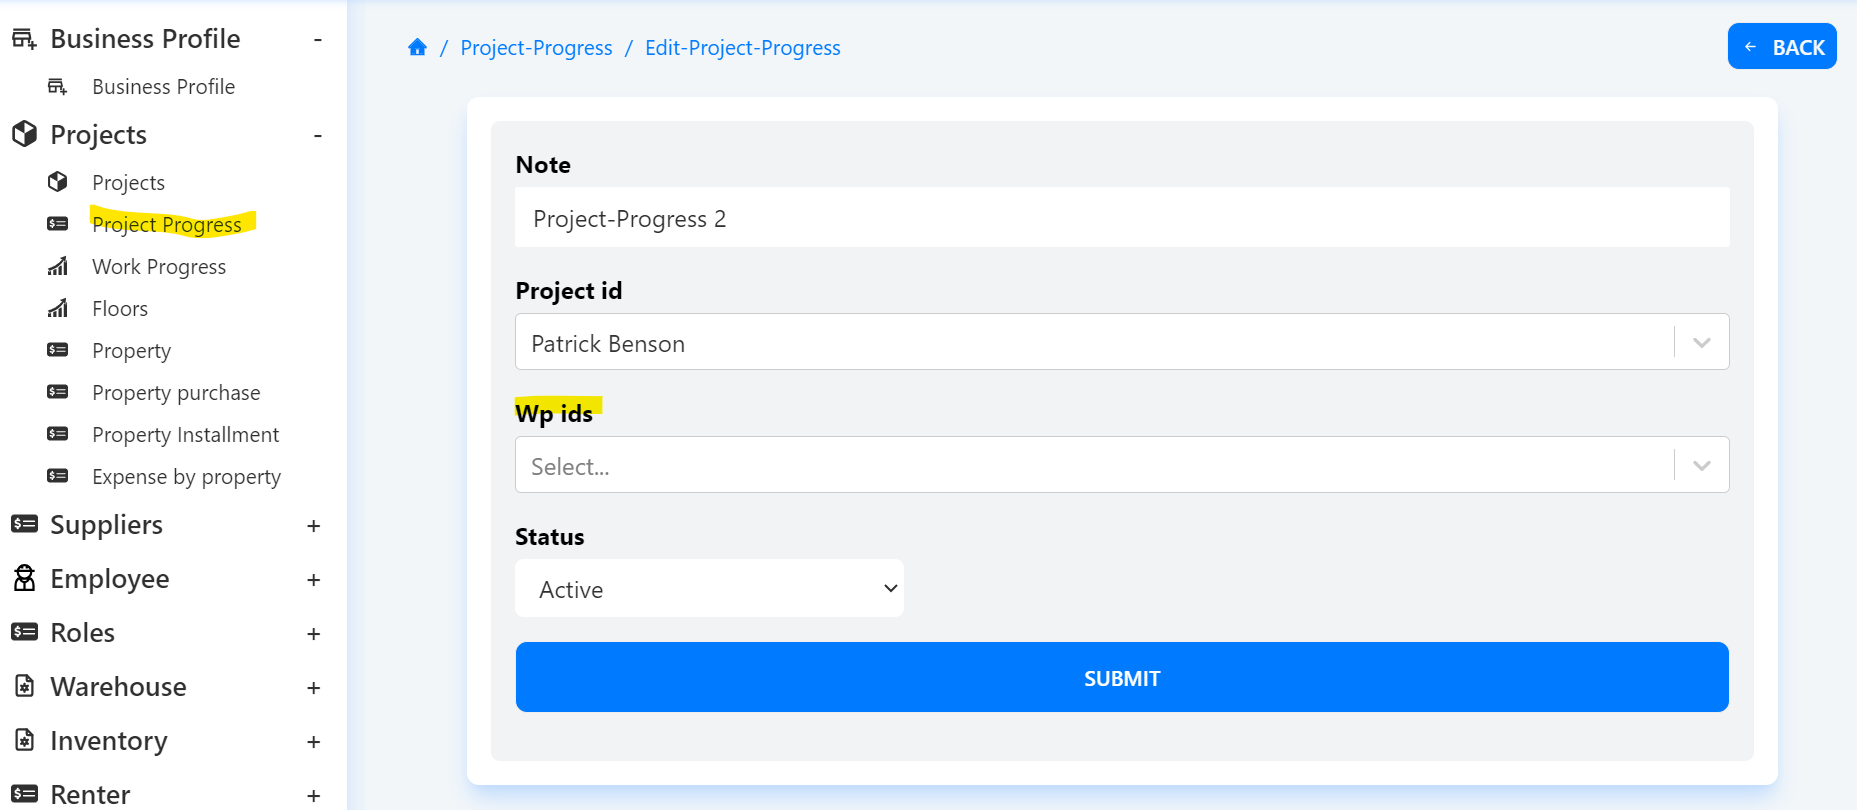 Business Profile -
Business Profile
Projects -
Projects
Project Progress
Work Progress
Floors
Property
Property purchase
Property Installment
Expense by property
Suppliers +
Employee +
Roles +
Warehouse +
Inventory +
Renter +
/ Project-Progress / Edit-Project-Progress
← BACK
Note
Project-Progress 2
Project id
Patrick Benson
Wp ids
Select...
Status
Active
SUBMIT